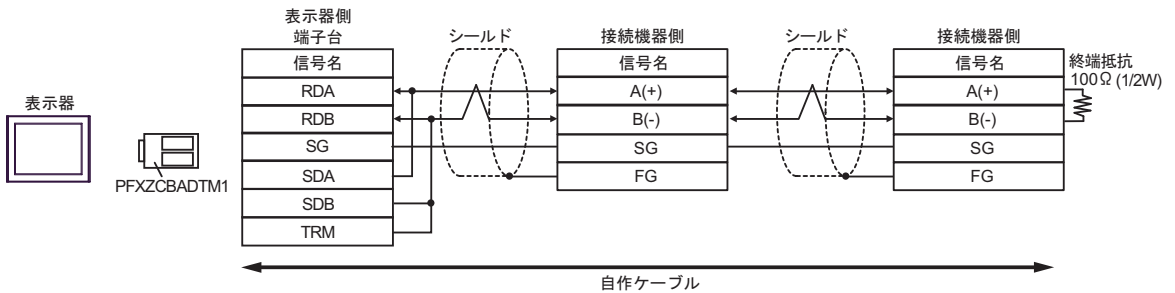 表示器
PFXZCBADTM1
表示器側
端子台
信号名
RDA
RDB
SG
SDA
SDB
TRM
シールド
接続機器側
信号名
A(+)
B(-)
SG
FG
シールド
接続機器側
信号名
A(+)
B(-)
SG
FG
終端抵抗
100Ω (1/2W)
自作ケーブル